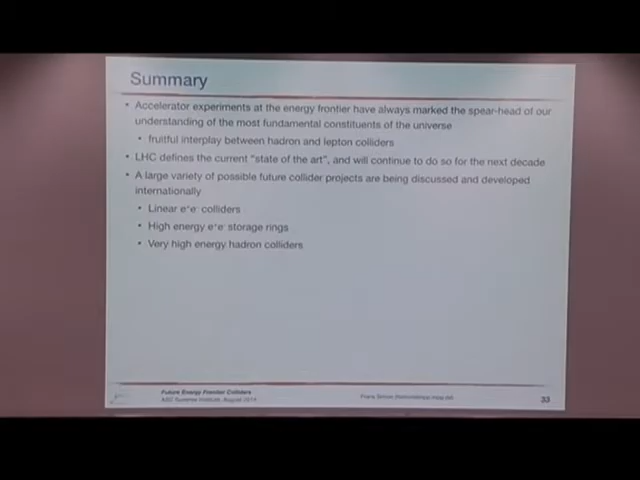 Summary
• Accelerator experiments at the energy frontier have always marked the spear-head of our
understanding of the most fundamental constituents of the universe
• fruitful interplay between hadron and lepton colliders
• LHC defines the current "state of the art", and will continue to do so for the next decade
• A large variety of possible future collider projects are being discussed and developed
internationally
• Linear e⁺e⁻ colliders
• High energy e⁺e⁻ storage rings
• Very high energy hadron colliders
Future Energy Frontier Colliders
Summer Institute, August
33